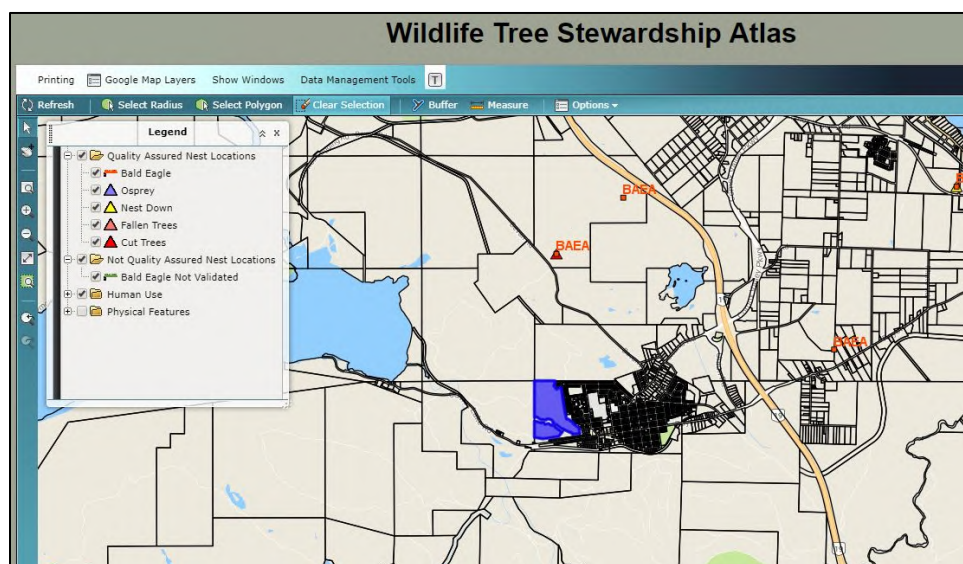 Wildlife Tree Stewardship Atlas
Printing Google Map Layers Show Windows Data Management Tools T
Refresh Select Radius Select Polygon Clear Selection Buffer Measure Options
Legend
Quality Assured Nest Locations
Bald Eagle
Osprey
Nest Down
Fallen Trees
Cut Trees
Not Quality Assured Nest Locations
Bald Eagle Not Validated
Human Use
Physical Features
BAEA
BAEA
BAEA
19
19